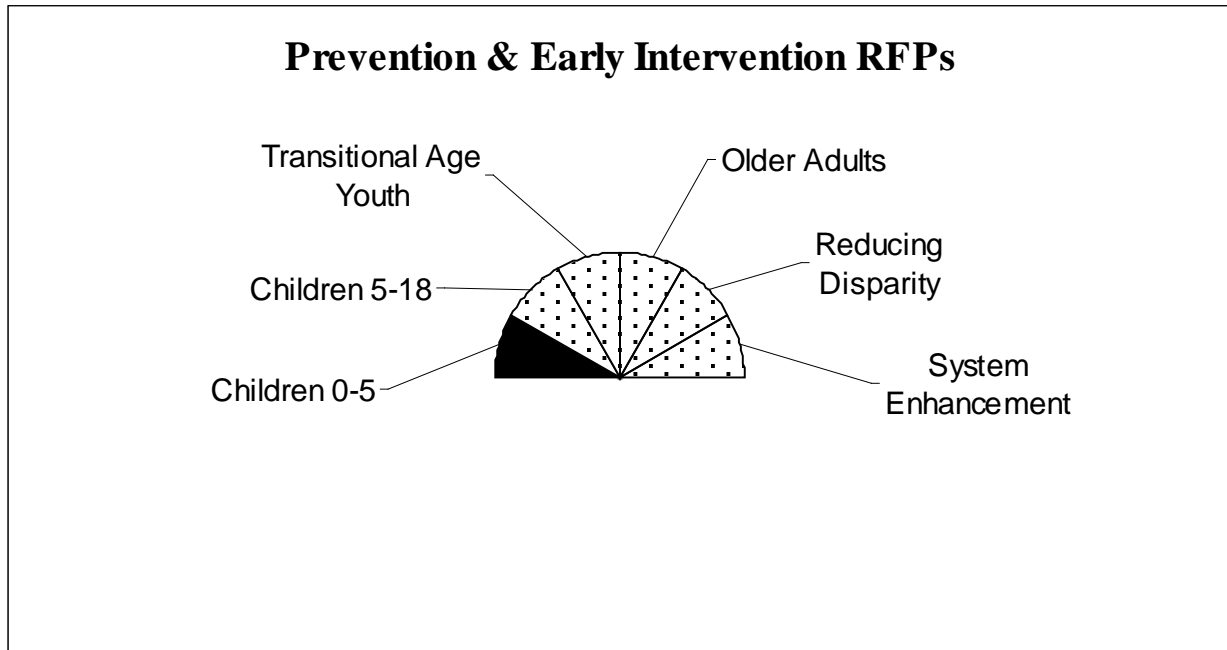 Prevention & Early Intervention RFPs
Transitional Age
Youth
Older Adults
Children 5-18
Reducing
Disparity
Children 0-5
System
Enhancement